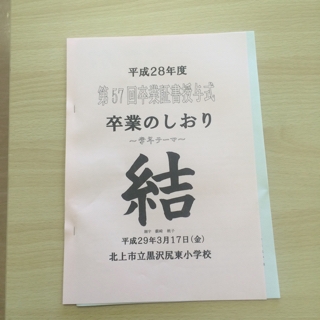 平成28年度
第57回卒業証書授与式
卒業のしおり
～学年テーマ～
結
平成29年3月17日(金)
北上市立黒沢尻東小学校